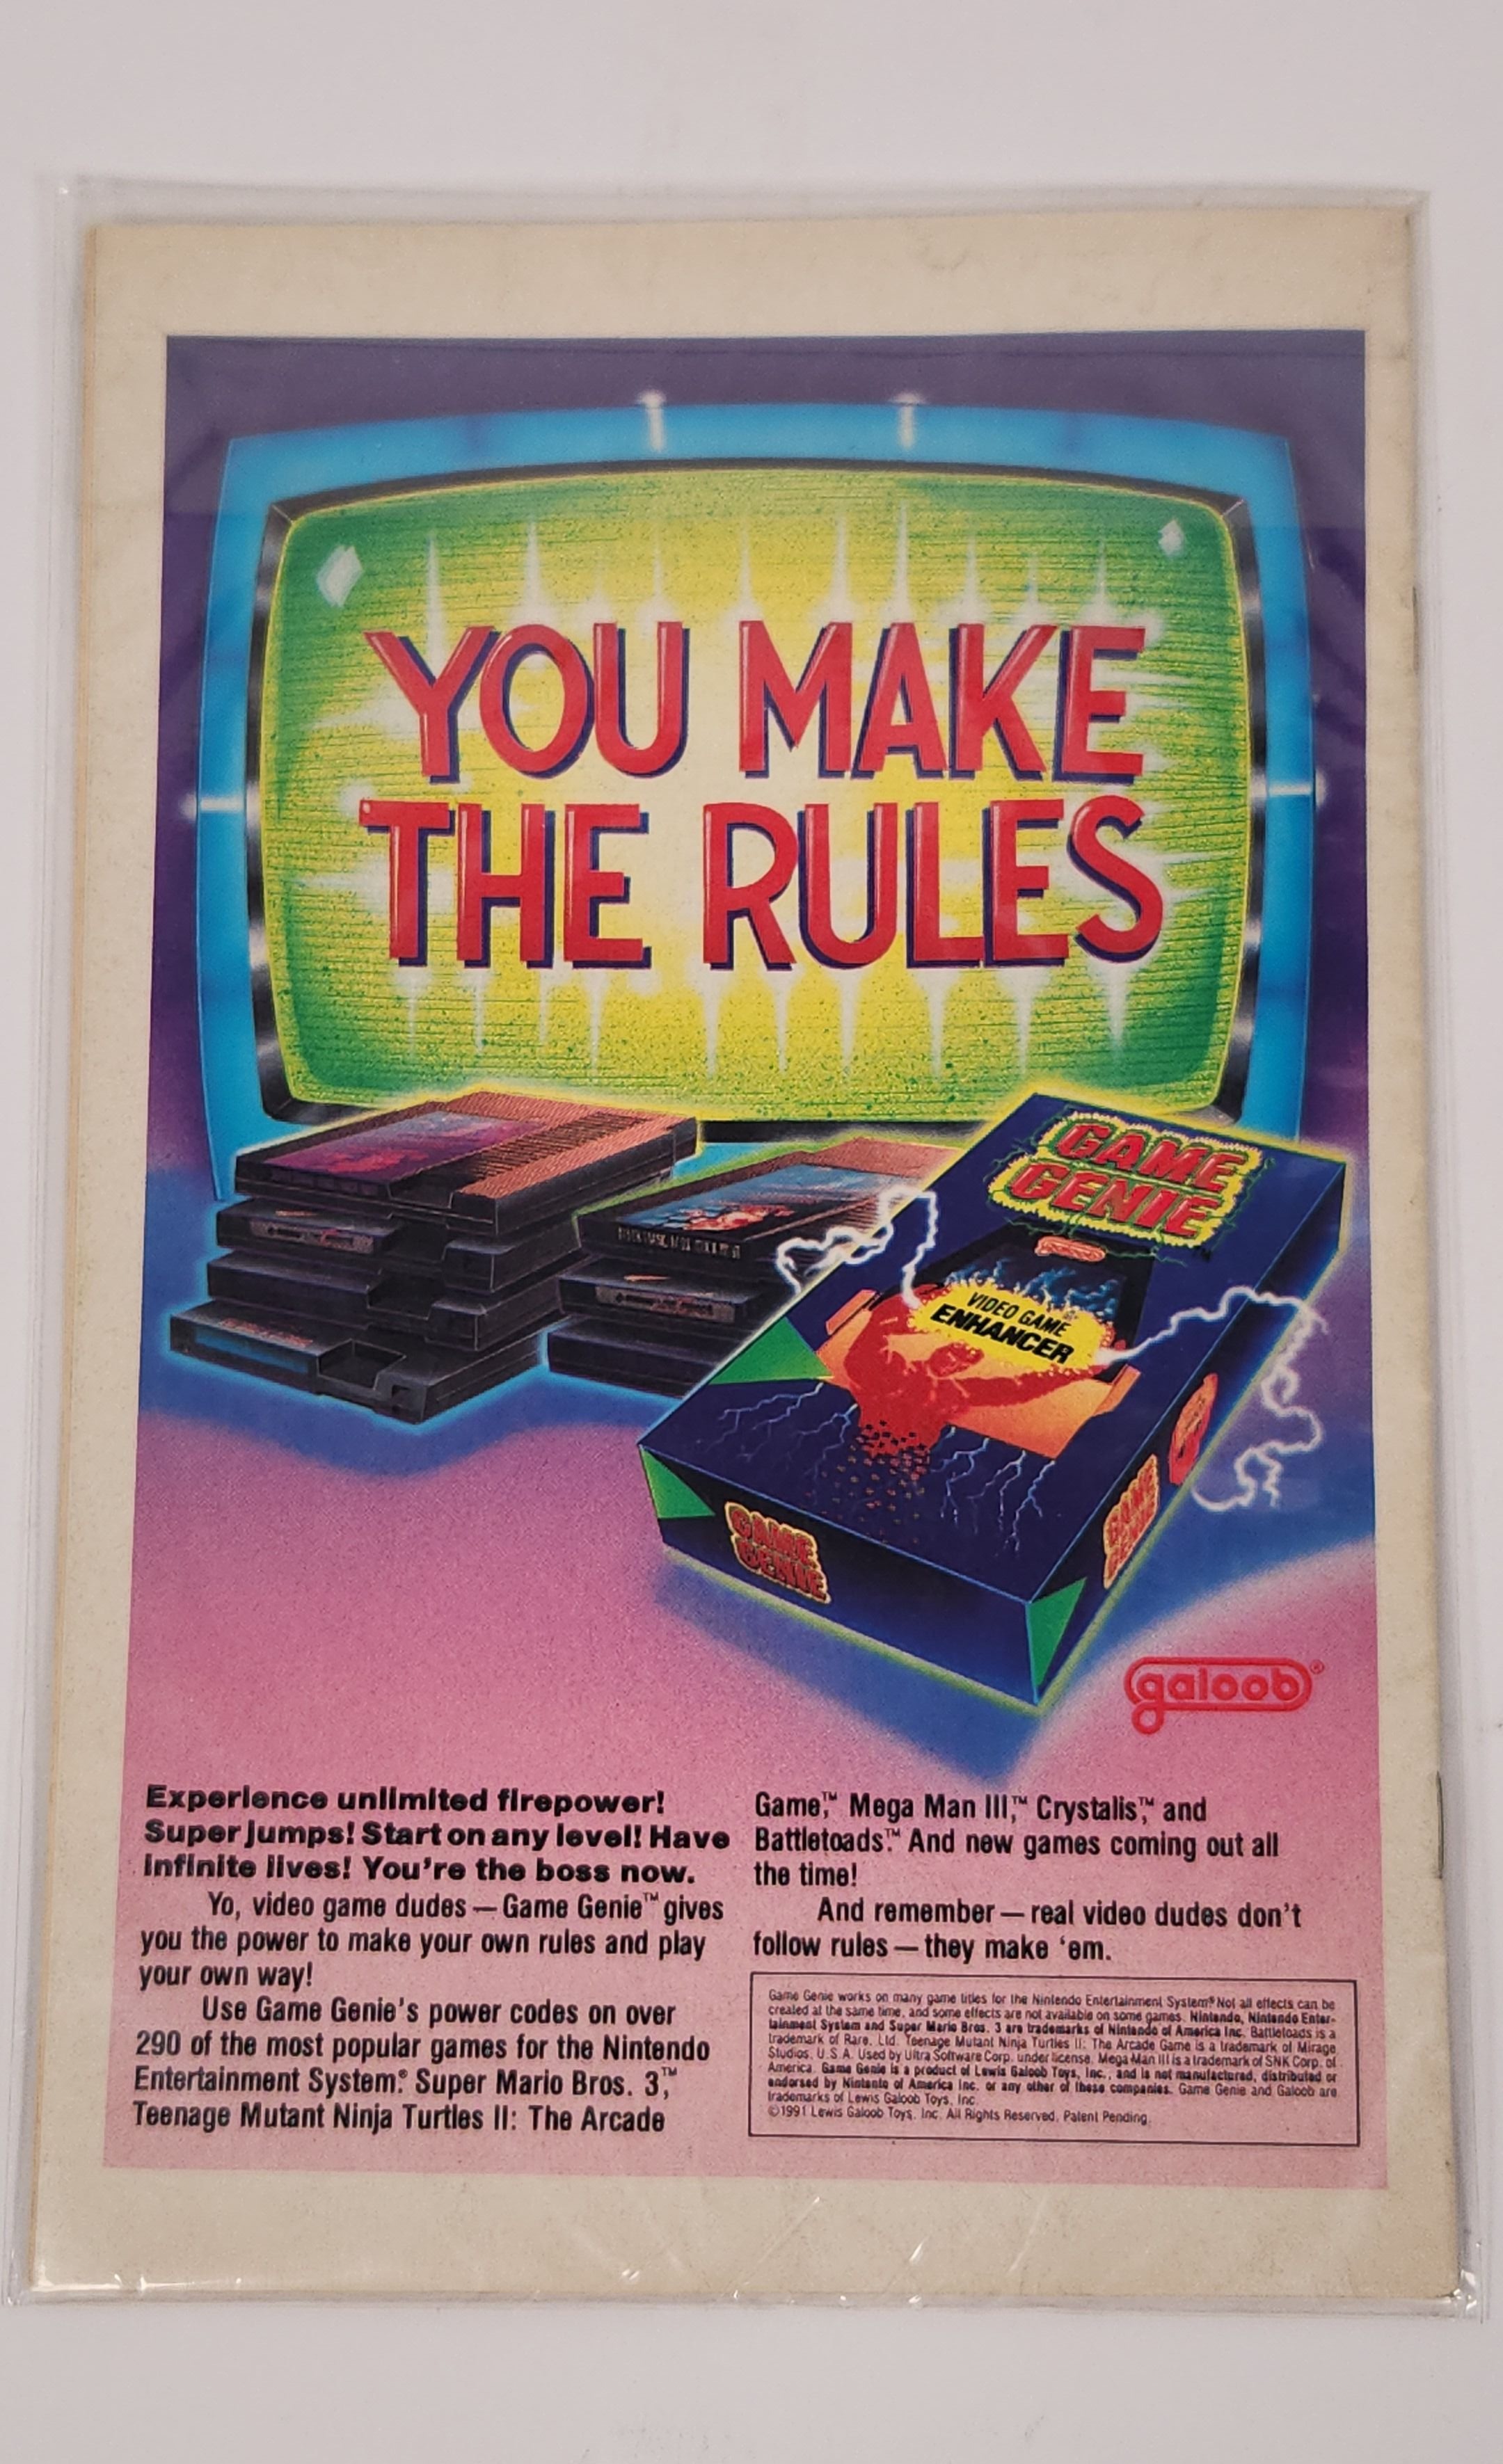 YOU MAKE
THE RULES
GAME
GENIE
VIDEO GAME
ENHANCER
GAME
GENIE
GAME
GENIE
galoob®
Experience unlimited firepower!
Super Jumps! Start on any level! Have
infinite lives! You're the boss now.
Yo, video game dudes — Game Genie™ gives
you the power to make your own rules and play
your own way!
Use Game Genie's power codes on over
290 of the most popular games for the Nintendo
Entertainment System.® Super Mario Bros. 3,™
Teenage Mutant Ninja Turtles II: The Arcade
Game,™ Mega Man III,™ Crystalis,™ and
Battletoads.™ And new games coming out all
the time!
And remember — real video dudes don't
follow rules — they make 'em.
Game Genie works on many game titles for the Nintendo Entertainment System.® Not all effects can be
created at the same time, and some effects are not available on some games. Nintendo, Nintendo Enter-
tainment System and Super Mario Bros. 3 are trademarks of Nintendo of America Inc. Battletoads is a
trademark of Rare, Ltd. Teenage Mutant Ninja Turtles II: The Arcade Game is a trademark of Mirage
Studios, U.S.A. Used by Ultra Software Corp. under license. Mega Man III is a trademark of SNK Corp. of
America. Game Genie is a product of Lewis Galoob Toys, Inc., and is not manufactured, distributed or
endorsed by Nintento of America Inc. or any other of these companies. Game Genie and Galoob are
trademarks of Lewis Galoob Toys, Inc.
©1991 Lewis Galoob Toys, Inc. All Rights Reserved. Patent Pending.